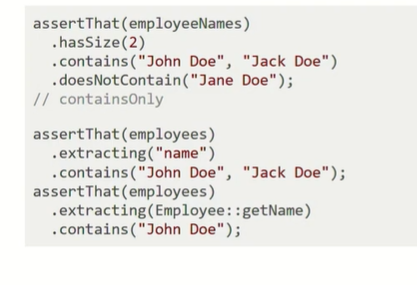 assertThat(employeeNames)
.hasSize(2)
.contains("John Doe", "Jack Doe")
.doesNotContain("Jane Doe");
// containsOnly
assertThat(employees)
.extracting("name")
.contains("John Doe", "Jack Doe");
assertThat(employees)
.extracting(Employee::getName)
.contains("John Doe");